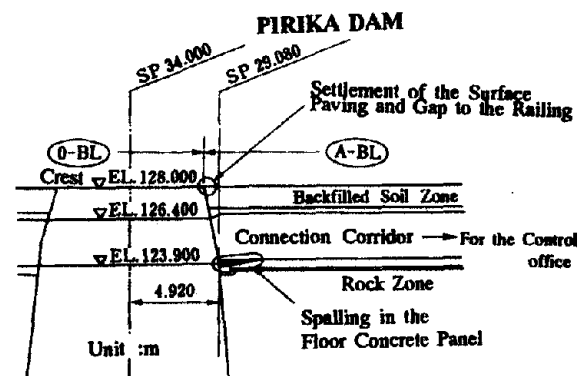 PIRIKA DAM
SP 34.000
SP 29.080
Settlement of the Surface
Paving and Gap to the Railing
0-BL
A-BL
Crest EL. 128.000
Backfilled Soil Zone
EL. 126.400
Connection Corridor
For the Control
office
EL. 123.900
Rock Zone
4.920
Spalling in the
Floor Concrete Panel
Unit :m